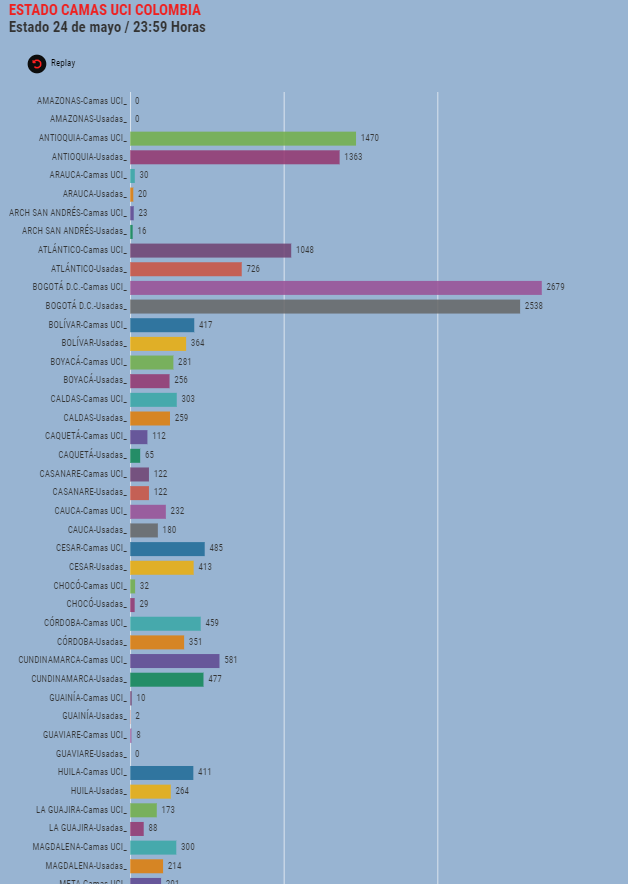 ESTADO CAMAS UCI COLOMBIA
Estado 24 de mayo / 23:59 Horas
Replay
AMAZONAS-Camas UCI_ 0
AMAZONAS-Usadas_ 0
ANTIOQUIA-Camas UCI_ 1470
ANTIOQUIA-Usadas_ 1363
ARAUCA-Camas UCI_ 30
ARAUCA-Usadas_ 20
ARCH SAN ANDRÉS-Camas UCI_ 23
ARCH SAN ANDRÉS-Usadas_ 16
ATLÁNTICO-Camas UCI_ 1048
ATLÁNTICO-Usadas_ 726
BOGOTÁ D.C.-Camas UCI_ 2679
BOGOTÁ D.C.-Usadas_ 2538
BOLÍVAR-Camas UCI_ 417
BOLÍVAR-Usadas_ 364
BOYACÁ-Camas UCI_ 281
BOYACÁ-Usadas_ 256
CALDAS-Camas UCI_ 303
CALDAS-Usadas_ 259
CAQUETÁ-Camas UCI_ 112
CAQUETÁ-Usadas_ 65
CASANARE-Camas UCI_ 122
CASANARE-Usadas_ 122
CAUCA-Camas UCI_ 232
CAUCA-Usadas_ 180
CESAR-Camas UCI_ 485
CESAR-Usadas_ 413
CHOCÓ-Camas UCI_ 32
CHOCÓ-Usadas_ 29
CÓRDOBA-Camas UCI_ 459
CÓRDOBA-Usadas_ 351
CUNDINAMARCA-Camas UCI_ 581
CUNDINAMARCA-Usadas_ 477
GUAINÍA-Camas UCI_ 10
GUAINÍA-Usadas_ 2
GUAVIARE-Camas UCI_ 8
GUAVIARE-Usadas_ 0
HUILA-Camas UCI_ 411
HUILA-Usadas_ 264
LA GUAJIRA-Camas UCI_ 173
LA GUAJIRA-Usadas_ 88
MAGDALENA-Camas UCI_ 300
MAGDALENA-Usadas_ 214
META-Camas UCI_ 201